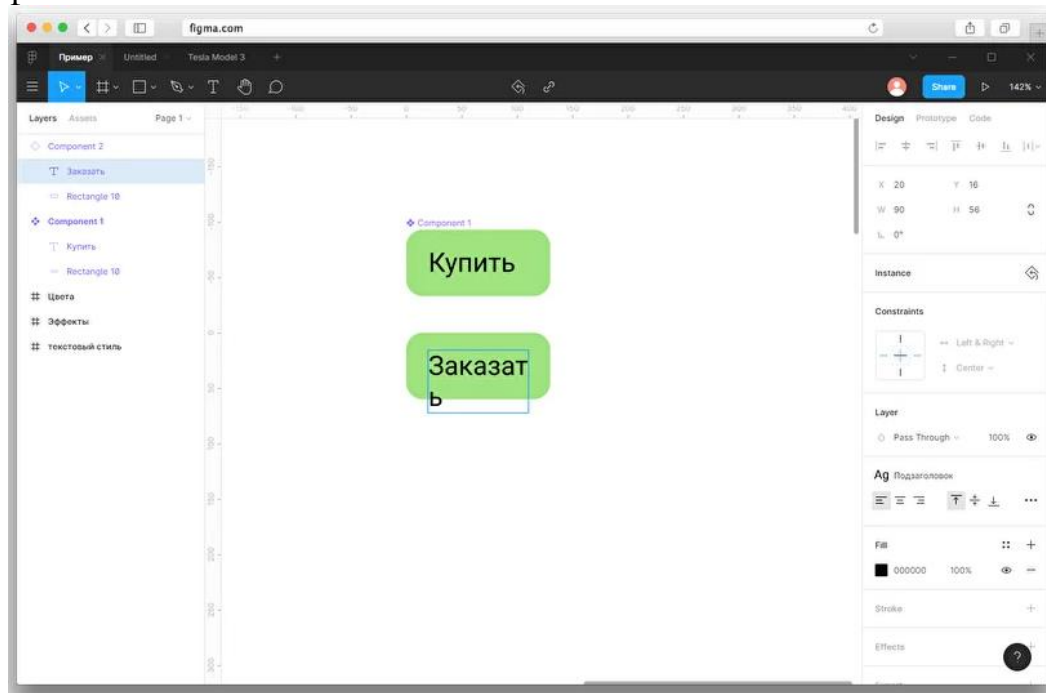 figma.com
Пример
Untitled
Tesla Model 3
Share
142%
Layers Assets Page 1
Design Prototype Code
Component 2
Заказать
Rectangle 10
Component 1
Купить
Rectangle 10
Цвета
Эффекты
текстовый стиль
Component 1
Купить
Заказат
ь
X 20 Y 16
W 90 H 56
0°
Instance
Constraints
Left & Right
Center
Layer
Pass Through 100%
Ag Подзаголовок
Fill
000000 100%
Stroke
Effects
?